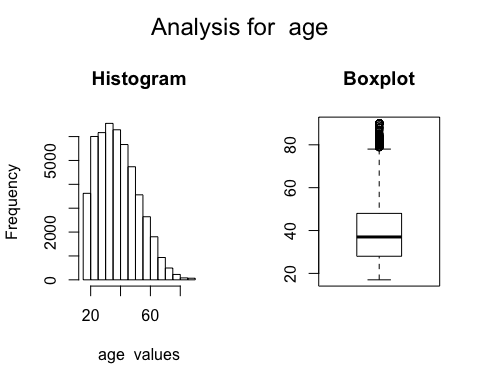 Analysis for  age
Histogram
Boxplot
Frequency
5000
2000
0
20
60
age  values
80
60
40
20